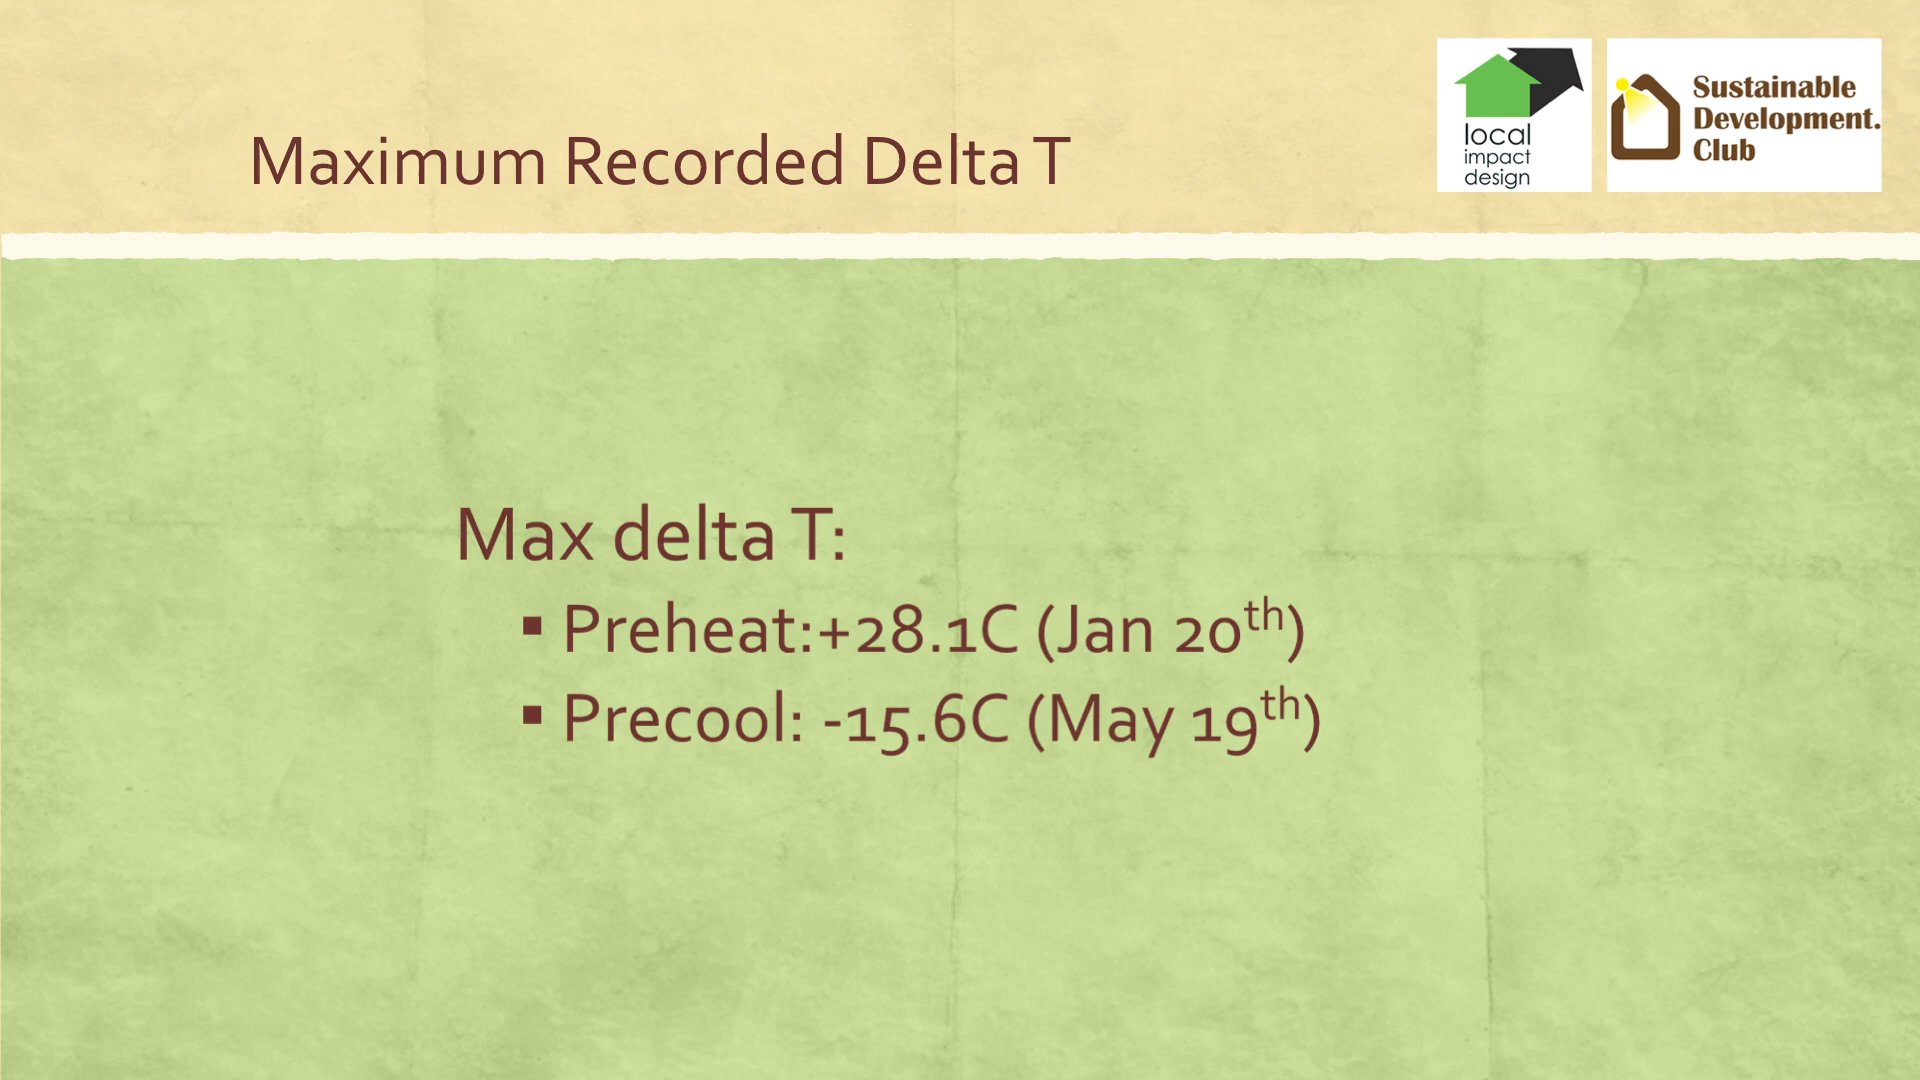 Maximum Recorded Delta T
local
impact
design
Sustainable
Development.
Club
Max delta T:
▪ Preheat:+28.1C (Jan 20th)
▪ Precool: -15.6C (May 19th)